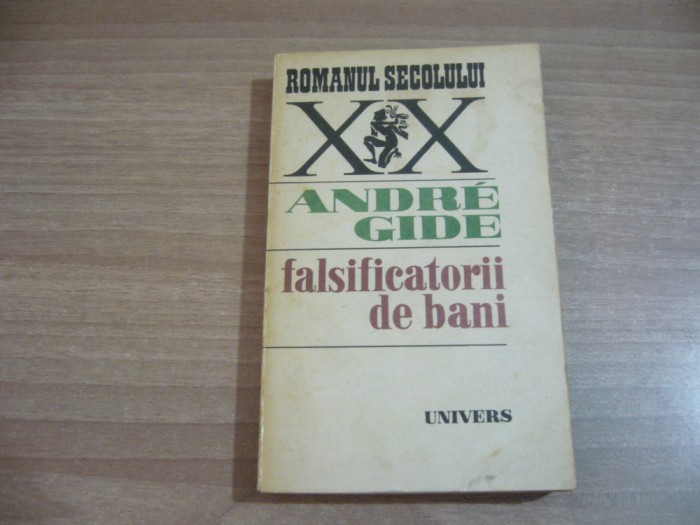 ROMANUL SECOLULUI
XX
ANDRÉ
GIDE
falsificatorii
de bani
UNIVERS